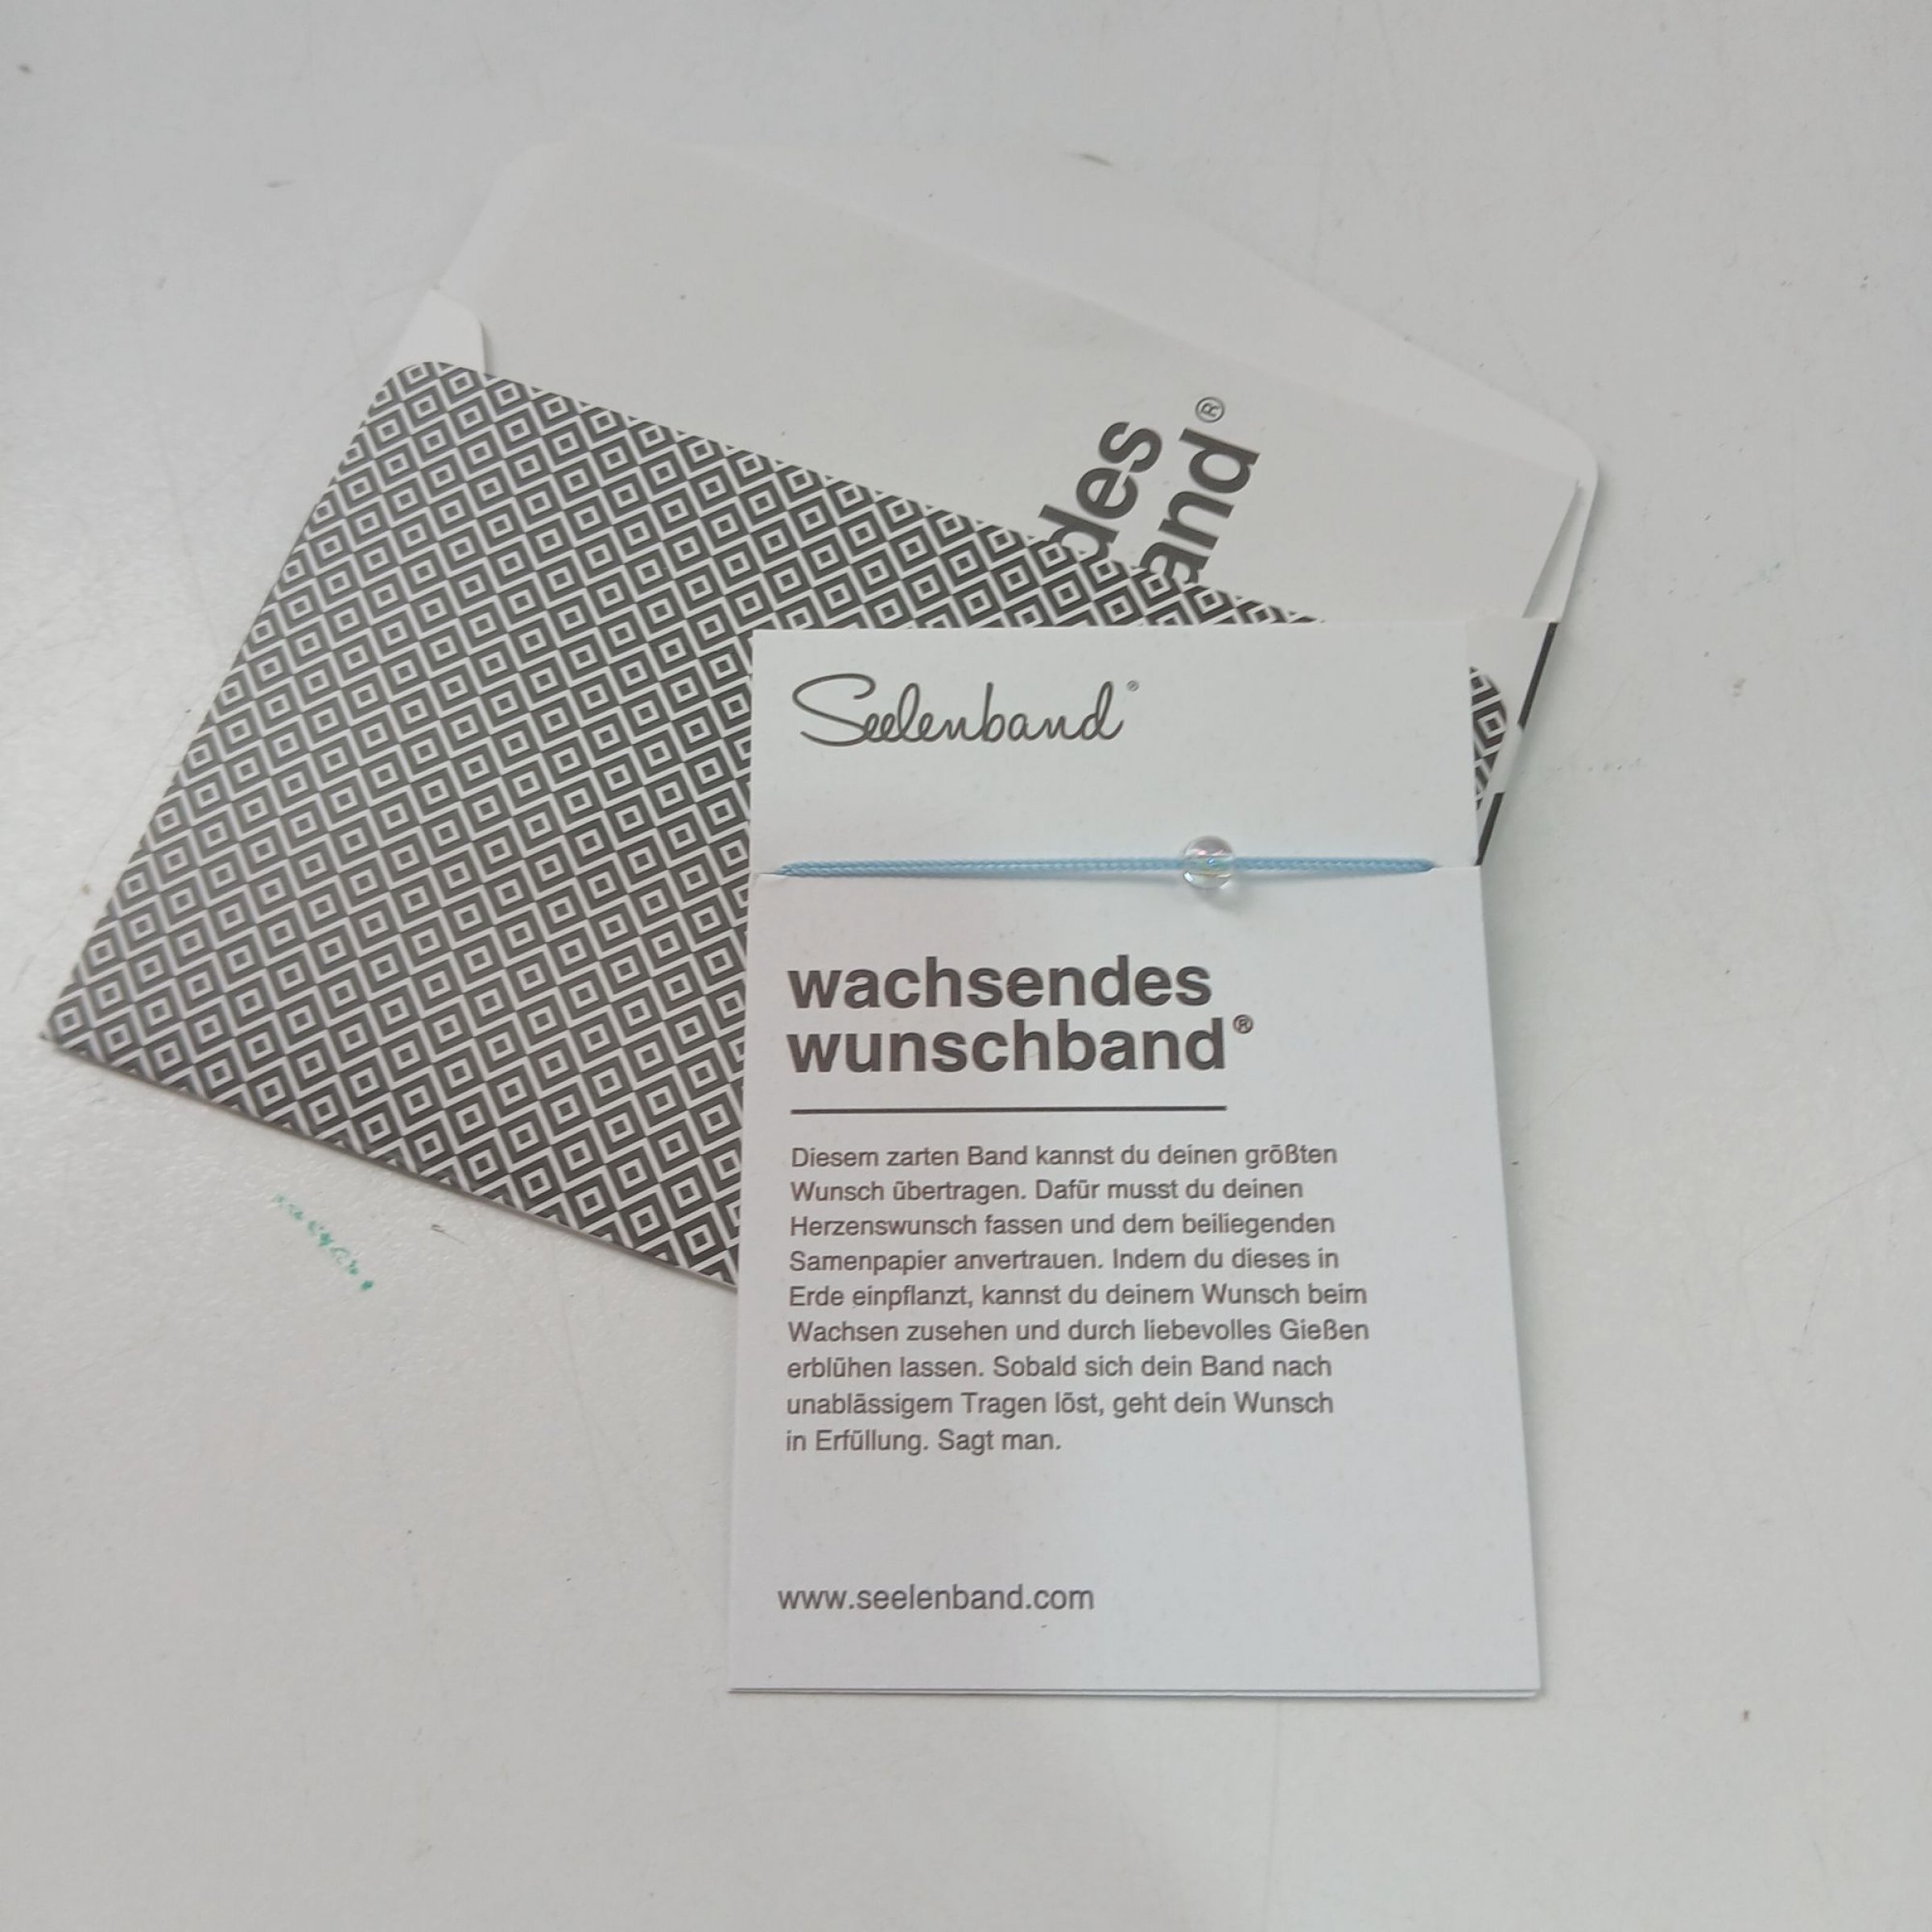 des
and®
Seelenband®
wachsendes
wunschband®
Diesem zarten Band kannst du deinen größten
Wunsch übertragen. Dafür musst du deinen
Herzenswunsch fassen und dem beiliegenden
Samenpapier anvertrauen. Indem du dieses in
Erde einpflanzt, kannst du deinem Wunsch beim
Wachsen zusehen und durch liebevolles Gießen
erblühen lassen. Sobald sich dein Band nach
unablässigem Tragen löst, geht dein Wunsch
in Erfüllung. Sagt man.
www.seelenband.com